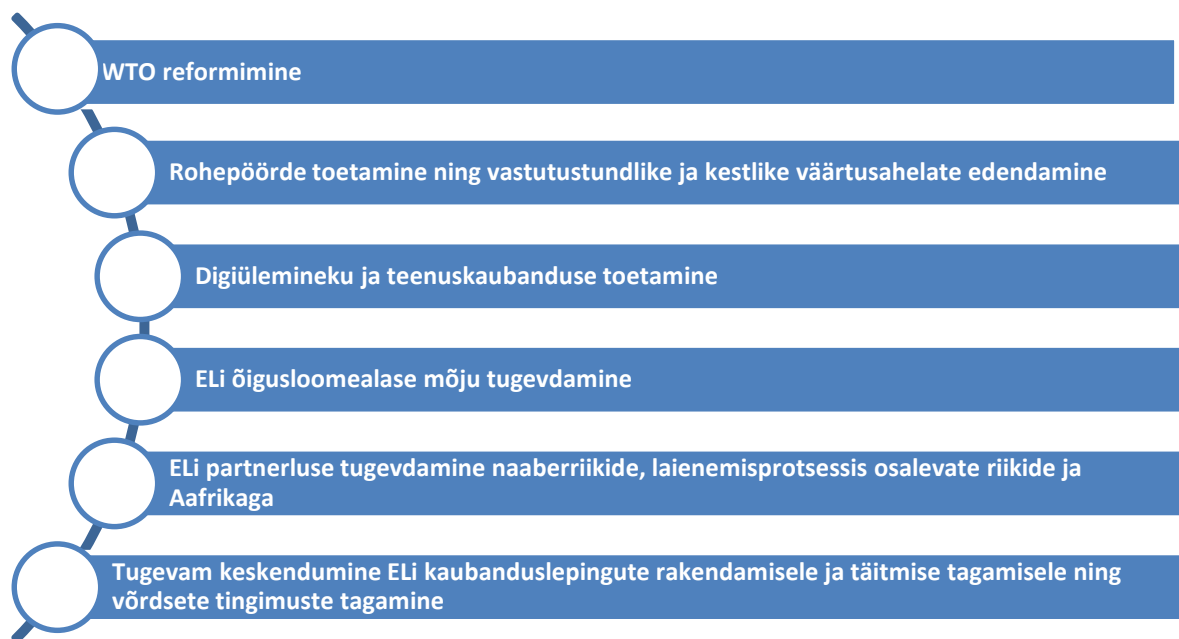 WTO reformimine
Rohepöörde toetamine ning vastutustundlike ja kestlike väärtusahelate edendamine
Digiülemineku ja teenuskaubanduse toetamine
ELi õigusloomealase mõju tugevdamine
ELi partnerluse tugevdamine naaberriikide, laienemisprotsessis osalevate riikide ja
Aafrikaga
Tugevam keskendumine ELi kaubanduslepingute rakendamisele ja täitmise tagamisele ning
võrdsete tingimuste tagamine